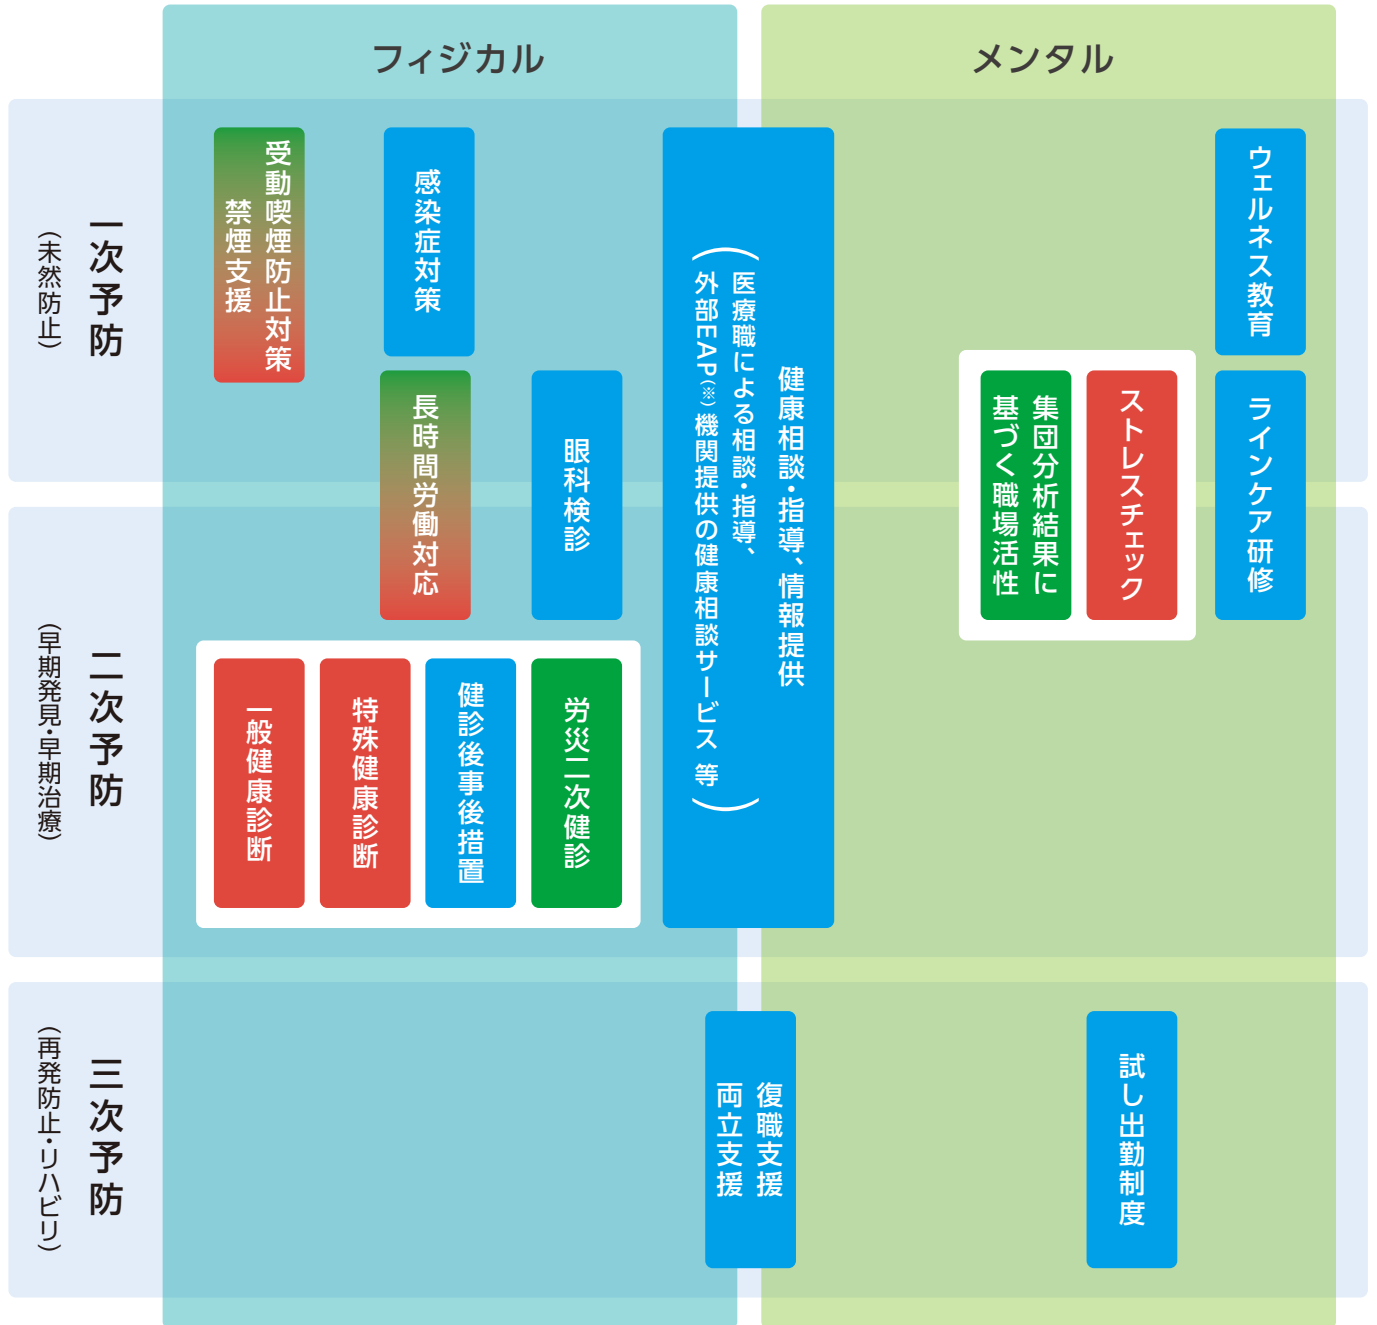 フィジカル
メンタル
一次予防
（未然防止）
受動喫煙防止対策
禁煙支援
感染症対策
長時間労働対応
眼科検診
健康相談・指導、情報提供
（医療職による相談・指導、
外部EAP（※）機関提供の健康相談サービス 等）
集団分析結果に
基づく職場活性
ストレスチェック
ウェルネス教育
ラインケア研修
二次予防
（早期発見・早期治療）
一般健康診断
特殊健康診断
健診後事後措置
労災二次健診
三次予防
（再発防止・リハビリ）
復職支援
両立支援
試し出勤制度